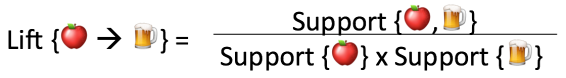 Support {🍎,🍺}
Lift {🍎 → 🍺} =
Support {🍎} x Support {🍺}